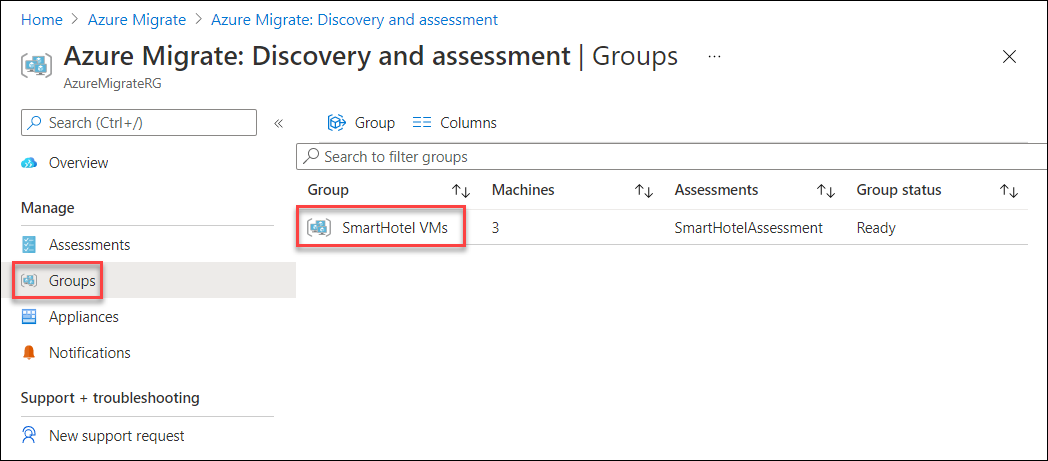 Home > Azure Migrate > Azure Migrate: Discovery and assessment
Azure Migrate: Discovery and assessment | Groups ...
AzureMigrateRG
Search (Ctrl+/) «
Overview
Manage
Assessments
Groups
Appliances
Notifications
Support + troubleshooting
New support request
Group Columns
Search to filter groups
Group Machines Assessments Group status
SmartHotel VMs 3 SmartHotelAssessment Ready